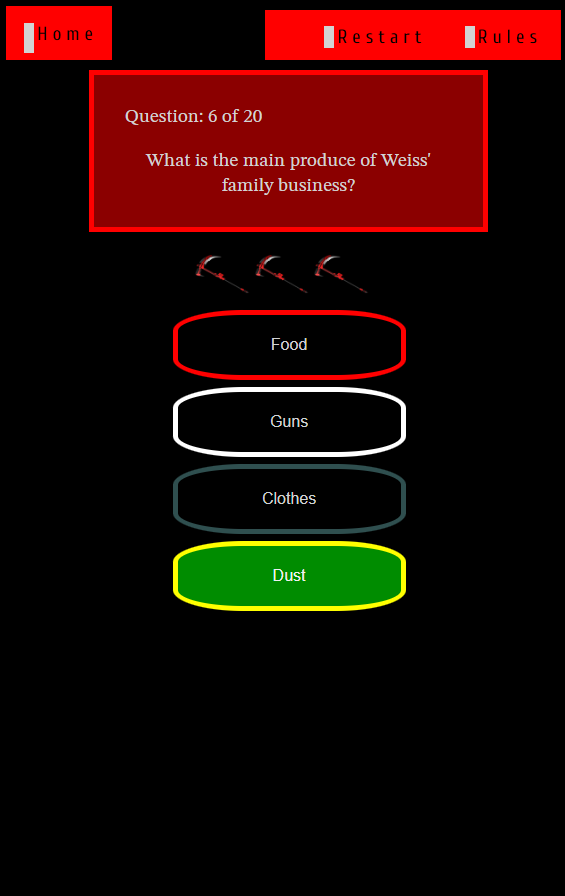 Home
Restart
Rules
Question: 6 of 20
What is the main produce of Weiss'
family business?
Food
Guns
Clothes
Dust